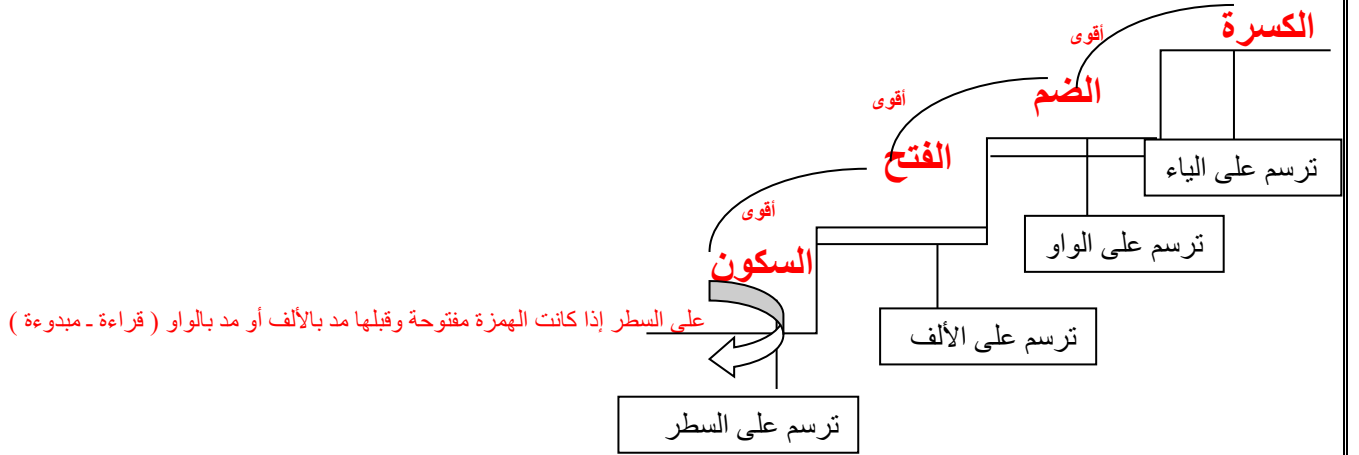 الكسرة
أقوى
الضم
أقوى
الفتح
ترسم على الياء
أقوى
ترسم على الواو
السكون
على السطر إذا كانت الهمزة مفتوحة وقبلها مد بالألف أو مد بالواو ( قراءة ـ مبدوءة )
ترسم على الألف
ترسم على السطر